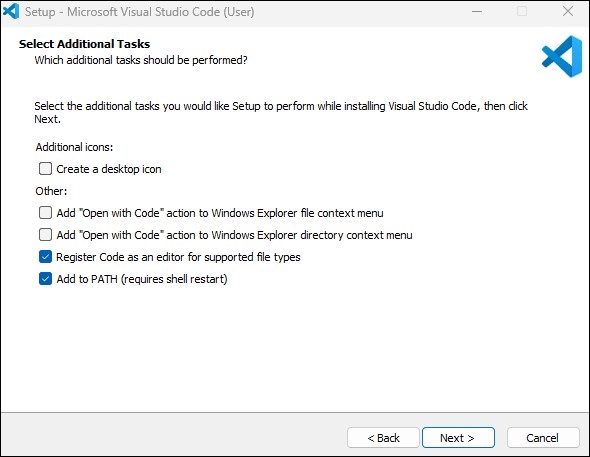 Setup - Microsoft Visual Studio Code (User)
Select Additional Tasks
Which additional tasks should be performed?
Select the additional tasks you would like Setup to perform while installing Visual Studio Code, then click
Next.
Additional icons:
Create a desktop icon
Other:
Add "Open with Code" action to Windows Explorer file context menu
Add "Open with Code" action to Windows Explorer directory context menu
Register Code as an editor for supported file types
Add to PATH (requires shell restart)
< Back Next > Cancel